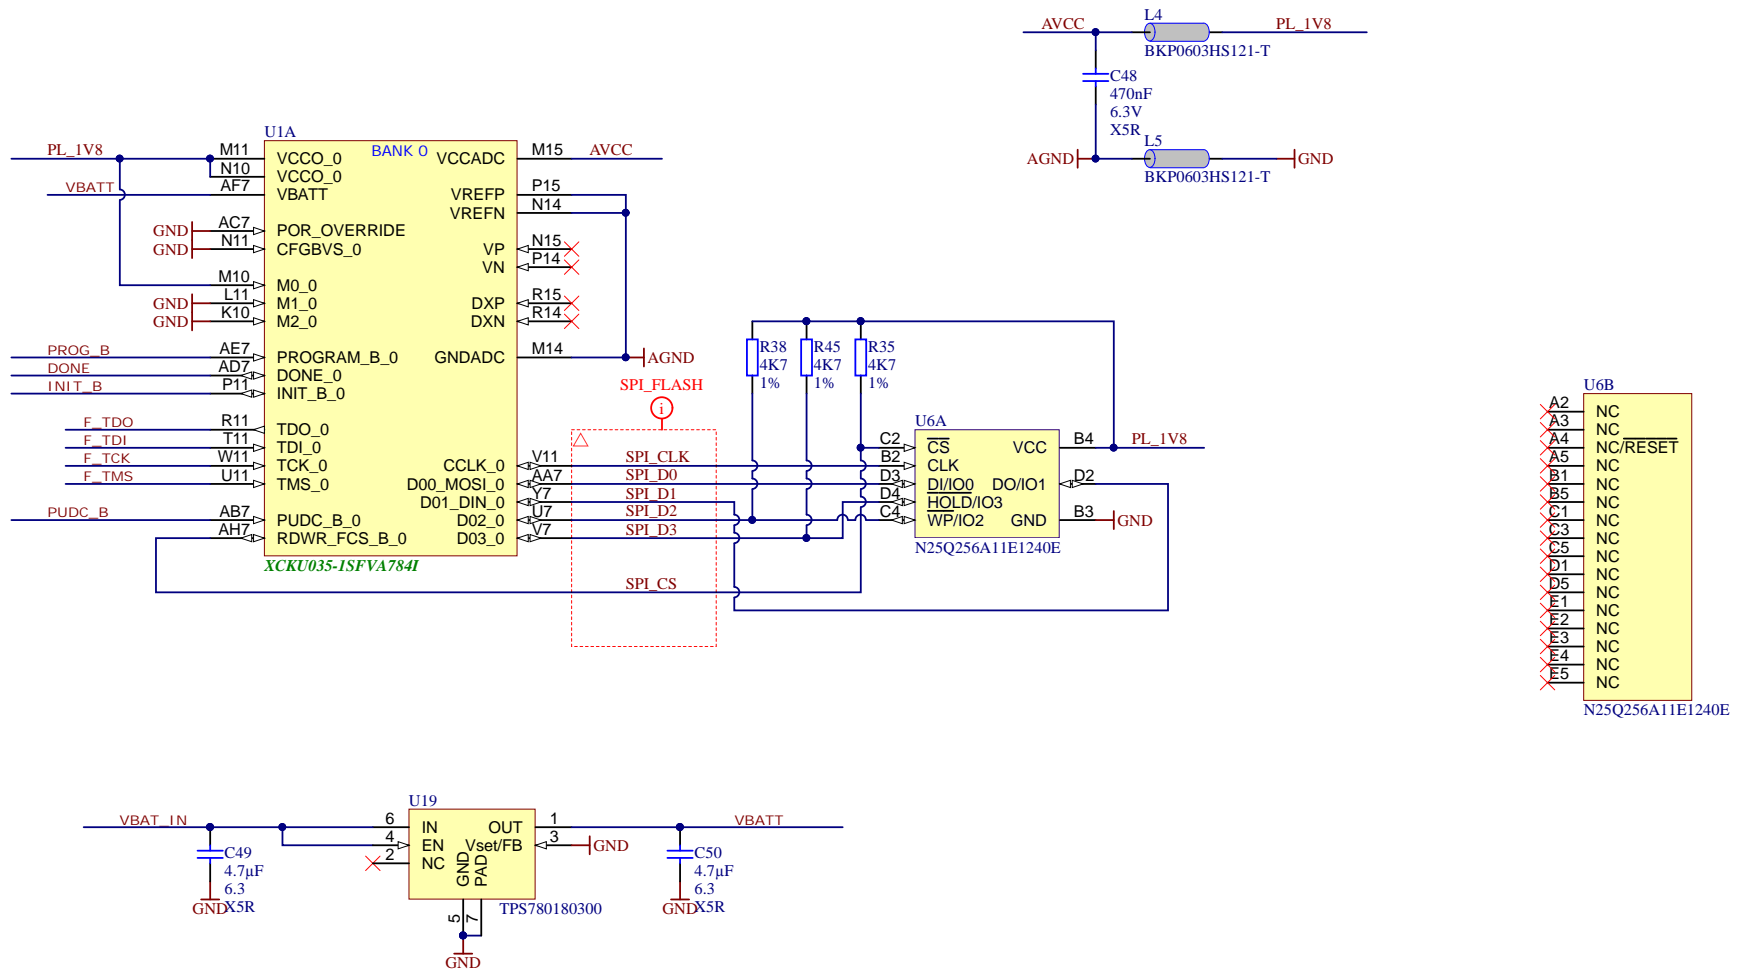 L4
AVCC
PL_1V8
BKP0603HS121-T
C48
470nF
6.3V
X5R
L5
AGND
GND
BKP0603HS121-T
U1A
BANK 0
PL_1V8
M11
VCCO_0
VCCADC
M15
AVCC
N10
VCCO_0
VBATT
AF7
VBATT
VREFP
P15
VREFN
N14
GND
AC7
POR_OVERRIDE
GND
N11
CFGBVS_0
VP
N15
VN
P14
M10
M0_0
GND
L11
M1_0
DXP
R15
GND
K10
M2_0
DXN
R14
PROG_B
AE7
PROGRAM_B_0
GNDADC
M14
AGND
DONE
AD7
DONE_0
INIT_B
P11
INIT_B_0
F_TDO
R11
TDO_0
F_TDI
T11
TDI_0
F_TCK
W11
TCK_0
CCLK_0
V11
F_TMS
U11
TMS_0
D00_MOSI_0
AA7
D01_DIN_0
Y7
PUDC_B
AB7
PUDC_B_0
D02_0
U7
AH7
RDWR_FCS_B_0
D03_0
V7
XCKU035-1SFVA784I
SPI_FLASH
i
SPI_CLK
SPI_D0
SPI_D1
SPI_D2
SPI_D3
SPI_CS
R38
4K7
1%
R45
4K7
1%
R35
4K7
1%
U6A
C2
CS
VCC
B4
PL_1V8
B2
CLK
D3
DI/IO0
DO/IO1
D2
D4
HOLD/IO3
C4
WP/IO2
GND
B3
GND
N25Q256A11E1240E
U6B
A2
NC
A3
NC
A4
NC/RESET
A5
NC
B1
NC
B5
NC
C1
NC
C3
NC
C5
NC
D1
NC
D5
NC
E1
NC
E2
NC
E3
NC
E4
NC
E5
NC
N25Q256A11E1240E
U19
VBAT_IN
6
IN
OUT
1
VBATT
4
EN
Vset/FB
3
GND
2
NC
GND
PAD
5
7
GND
TPS780180300
C49
4.7µF
6.3
X5R
GND
C50
4.7µF
6.3
X5R
GND